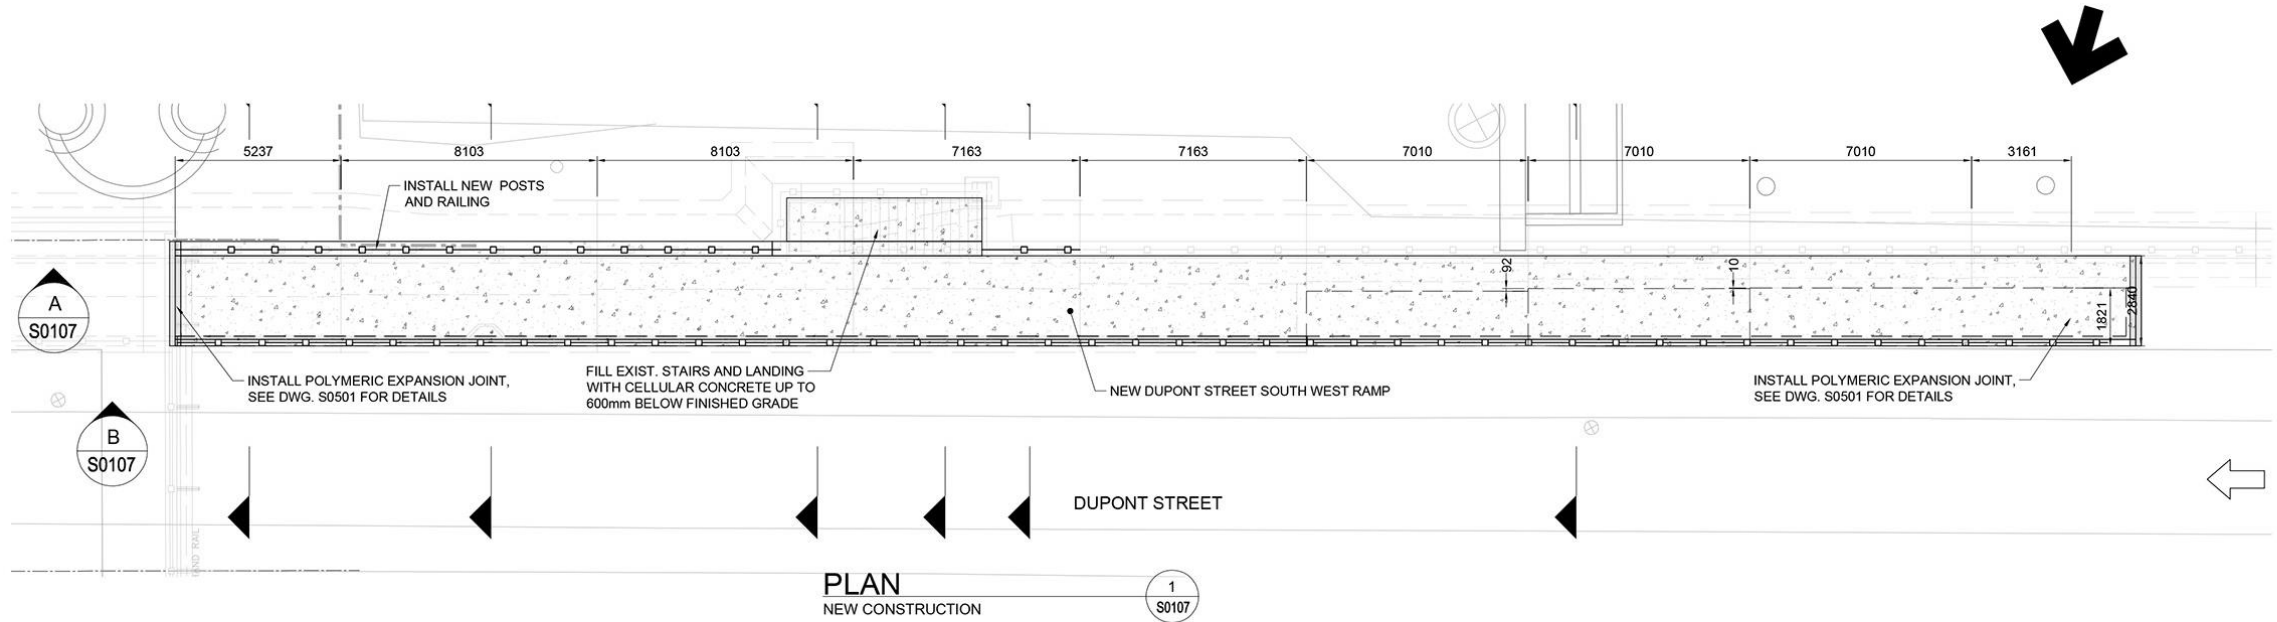 5237
8103
8103
7163
7163
7010
7010
7010
3161
INSTALL NEW POSTS
AND RAILING
92
10
1821
2840
A
S0107
B
S0107
INSTALL POLYMERIC EXPANSION JOINT,
SEE DWG. S0501 FOR DETAILS
FILL EXIST. STAIRS AND LANDING
WITH CELLULAR CONCRETE UP TO
600mm BELOW FINISHED GRADE
NEW DUPONT STREET SOUTH WEST RAMP
INSTALL POLYMERIC EXPANSION JOINT,
SEE DWG. S0501 FOR DETAILS
DUPONT STREET
RAIL
PLAN
NEW CONSTRUCTION
1
S0107